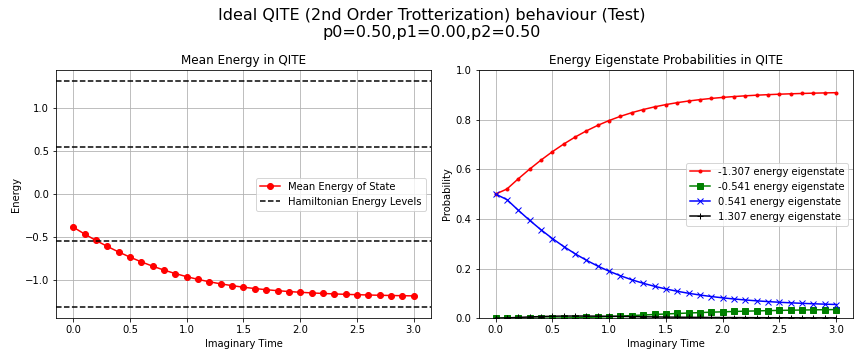 Ideal QITE (2nd Order Trotterization) behaviour (Test)
p0=0.50,p1=0.00,p2=0.50
Mean Energy in QITE
Energy
1.0
0.5
0.0
−0.5
−1.0
Mean Energy of State
Hamiltonian Energy Levels
0.0 0.5 1.0 1.5 2.0 2.5 3.0
Imaginary Time
Energy Eigenstate Probabilities in QITE
Probability
1.0
0.8
0.6
0.4
0.2
0.0
-1.307 energy eigenstate
-0.541 energy eigenstate
0.541 energy eigenstate
1.307 energy eigenstate
0.0 0.5 1.0 1.5 2.0 2.5 3.0
Imaginary Time